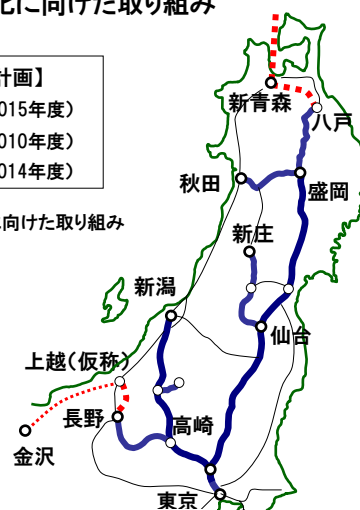 に向けた取り組み
計画】
015年度）
010年度）
014年度）
に向けた取り組み
新青森
八戸
秋田
盛岡
新庄
新潟
仙台
上越（仮称）
長野
高崎
金沢
東京